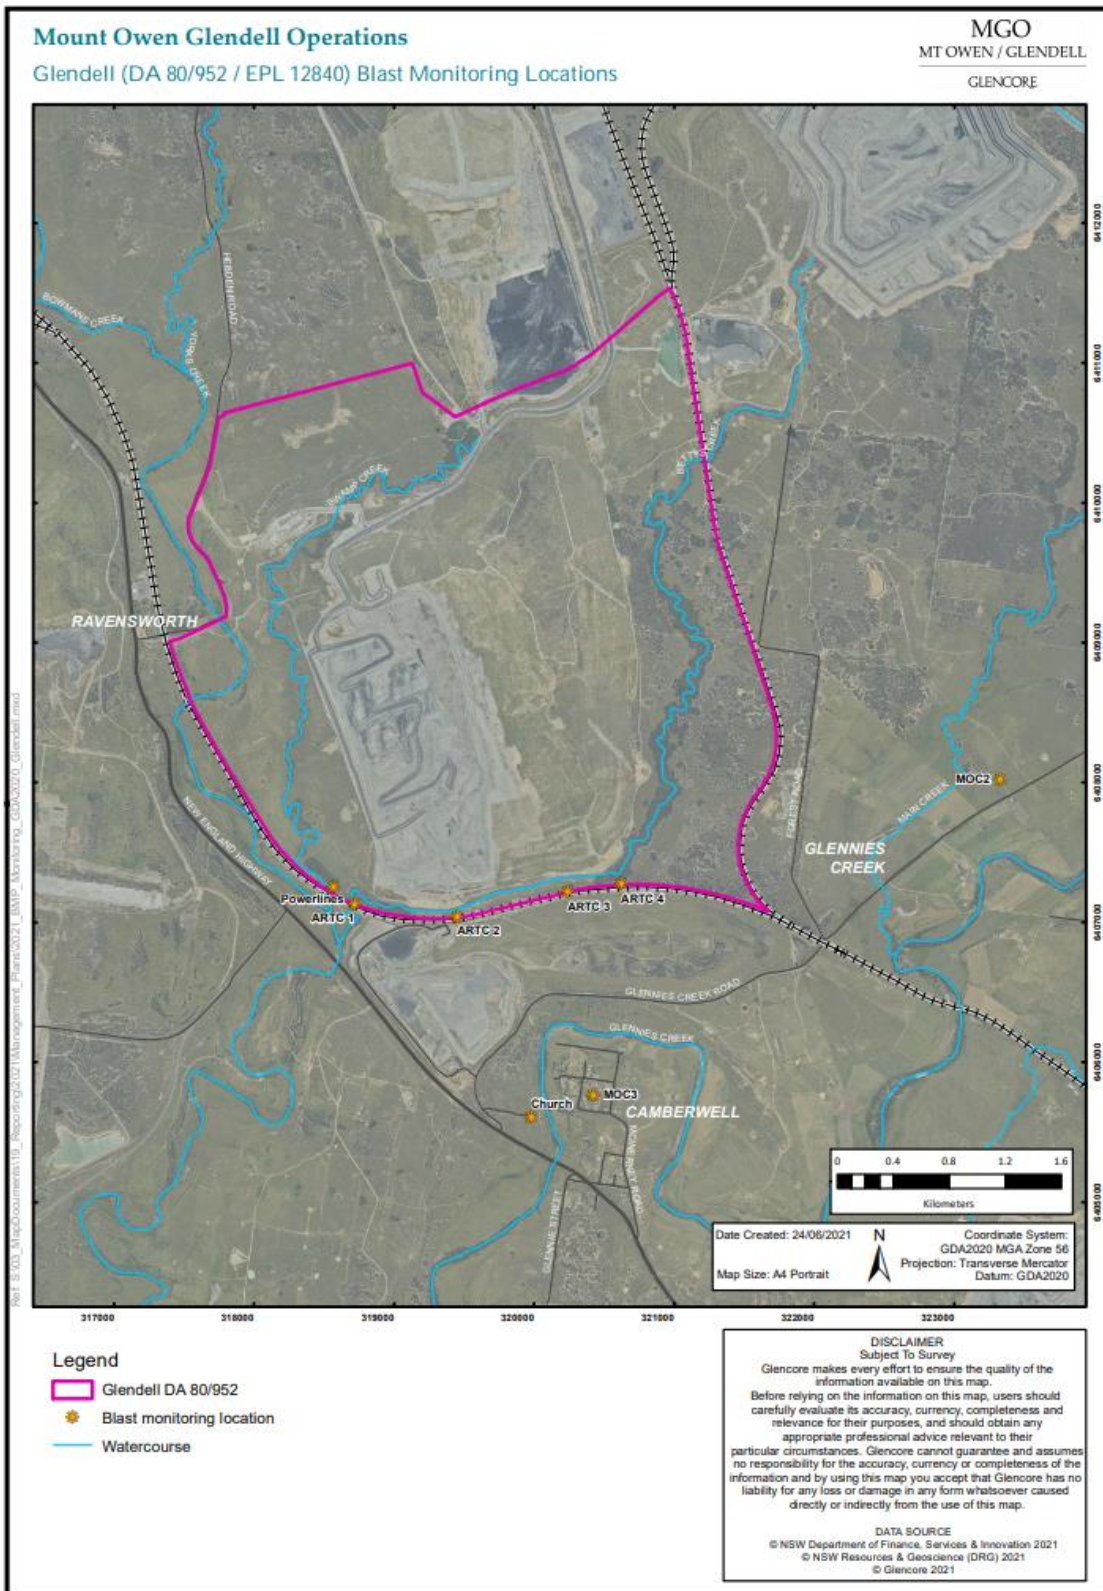 Mount Owen Glendell Operations
Glendell (DA 80/952 / EPL 12840) Blast Monitoring Locations
MGO
MT OWEN / GLENDELL
GLENCORE
HEBDEN ROAD
BOWMANS CREEK
YORKS CREEK
SWAMP CREEK
BETTYS CREEK
RAVENSWORTH
FOREST ROAD
MOC2
MAIN CREEK
GLENNIES
CREEK
NEW ENGLAND HIGHWAY
Powerlines
ARTC 1
ARTC 2
ARTC 3
ARTC 4
GLENNIES CREEK ROAD
GLENNIES CREEK
Church
MOC3
CAMBERWELL
MCINERNEY ROAD
GLENNIE STREET
6412000
6411000
6410000
6409000
6408000
6407000
6406000
6405000
0 0.4 0.8 1.2 1.6
Kilometers
Date Created: 24/06/2021
Map Size: A4 Portrait
N
Coordinate System:
GDA2020 MGA Zone 56
Projection: Transverse Mercator
Datum: GDA2020
317000 318000 319000 320000 321000 322000 323000
Ref: S:\03_MapDocuments\19_Reporting\2021\Management_Plans\2021_BMP_Monitoring_GDA2020_Glendell.mxd
Legend
Glendell DA 80/952
Blast monitoring location
Watercourse
DISCLAIMER
Subject To Survey
Glencore makes every effort to ensure the quality of the
information available on this map.
Before relying on the information on this map, users should
carefully evaluate its accuracy, currency, completeness and
relevance for their purposes, and should obtain any
appropriate professional advice relevant to their
particular circumstances. Glencore cannot guarantee and assumes
no responsibility for the accuracy, currency or completeness of the
information and by using this map you accept that Glencore has no
liability for any loss or damage in any form whatsoever caused
directly or indirectly from the use of this map.
DATA SOURCE
© NSW Department of Finance, Services & Innovation 2021
© NSW Resources & Geoscience (DRG) 2021
© Glencore 2021